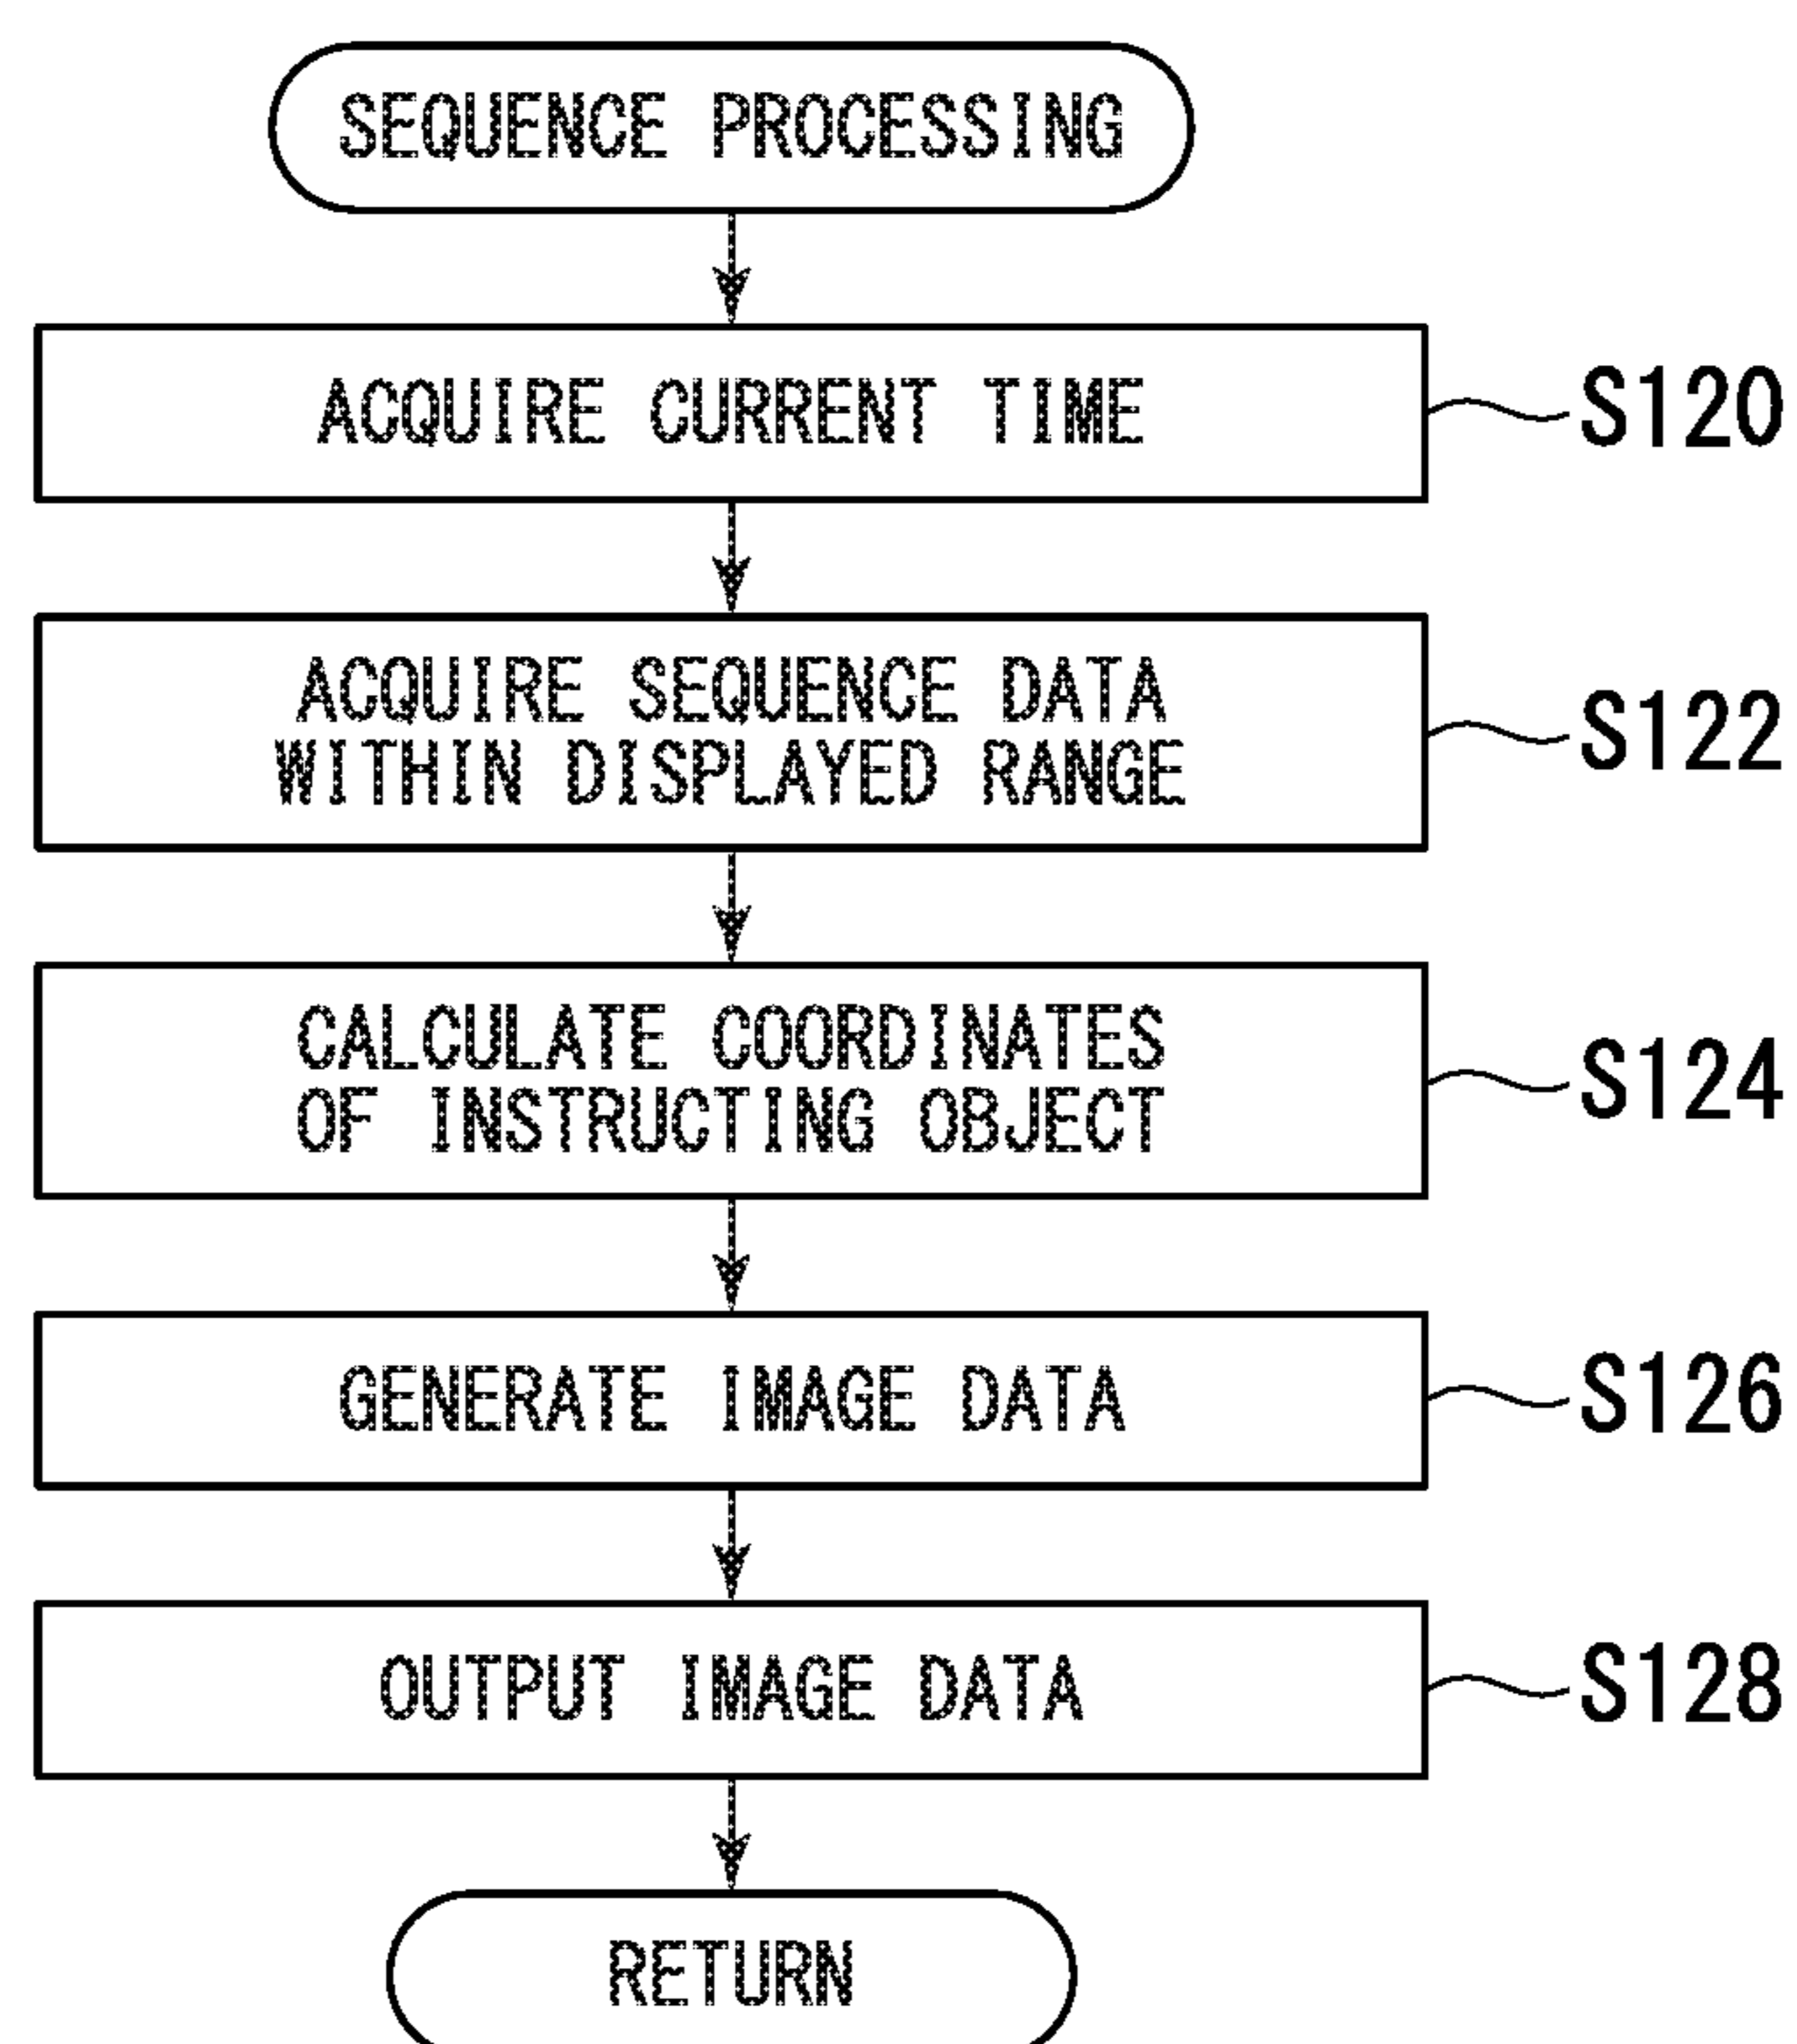 SEQUENCE PROCESSING
ACQUIRE CURRENT TIME
S120
ACQUIRE SEQUENCE DATA
WITHIN DISPLAYED RANGE
S122
CALCULATE COORDINATES
OF INSTRUCTING OBJECT
S124
GENERATE IMAGE DATA
S126
OUTPUT IMAGE DATA
S128
RETURN